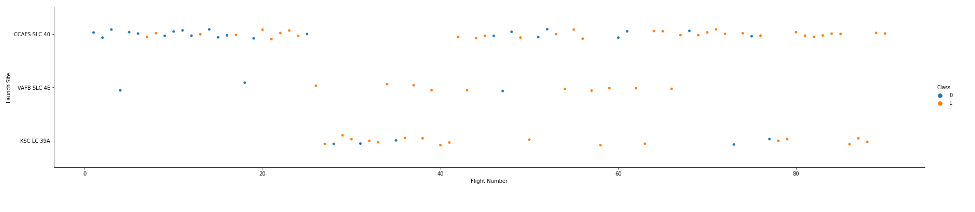 CCAFS SLC 40
VAFB SLC 4E
KSC LC 39A
Launch Site
0 20 40 60 80
Flight Number
Class
0
1